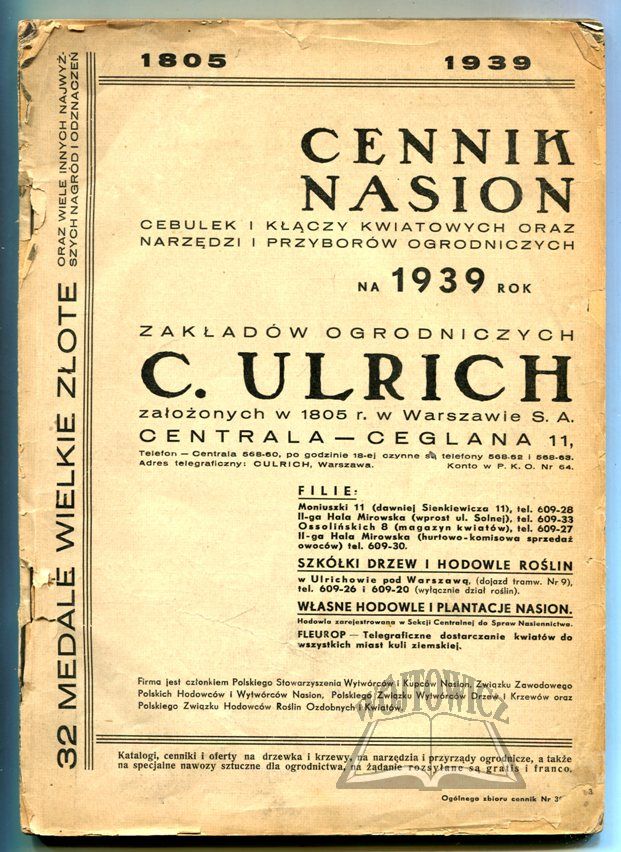 1805 1939
CENNIK
NASION
CEBULEK I KŁĄCZY KWIATOWYCH ORAZ
NARZĘDZI I PRZYBORÓW OGRODNICZYCH
NA 1939 ROK
ZAKŁADÓW OGRODNICZYCH
C. ULRICH
założonych w 1805 r. w Warszawie S. A.
CENTRALA — CEGLANA 11,
Telefon — Centrala 568-60, po godzinie 18-ej czynne są telefony 568-62 i 568-63.
Adres telegraficzny: CULRICH, Warszawa. Konto w P. K. O. Nr 64.
FILIE:
Moniuszki 11 (dawniej Sienkiewicza 11), tel. 609-28
II-ga Hala Mirowska (wprost ul. Solnej), tel. 609-33
Ossolińskich 8 (magazyn kwiatów), tel. 609-27
II-ga Hala Mirowska (hurtowo-komisowa sprzedaż
owoców) tel. 609-30.
SZKÓŁKI DRZEW I HODOWLE ROŚLIN
w Ulrichowie pod Warszawą, (dojazd tramw. Nr 9),
tel. 609-26 i 609-20 (wyłącznie dział roślin).
WŁASNE HODOWLE I PLANTACJE NASION.
Hodowla zarejestrowana w Sekcji Centralnej do Spraw Nasiennictwa.
FLEUROP — Telegraficzne dostarczanie kwiatów do
wszystkich miast kuli ziemskiej.
Firma jest członkiem Polskiego Stowarzyszenia Wytwórców i Kupców Nasion, Związku Zawodowego
Polskich Hodowców i Wytwórców Nasion, Polskiego Związku Wytwórców Drzew i Krzewów oraz
Polskiego Związku Hodowców Roślin Ozdobnych i Kwiatów.
Katalogi, cenniki i oferty na drzewka i krzewy, na narzędzia i przyrządy ogrodnicze, a także
na specjalne nawozy sztuczne dla ogrodnictwa, na żądanie rozsyłane są gratis i franco.
Ogólnego zbioru cennik Nr
32 MEDALE WIELKIE ZŁOTE
ORAZ WIELE INNYCH NAJWYŻ-
SZYCH NAGRÓD I ODZNACZEŃ
WÓJTOWICZ